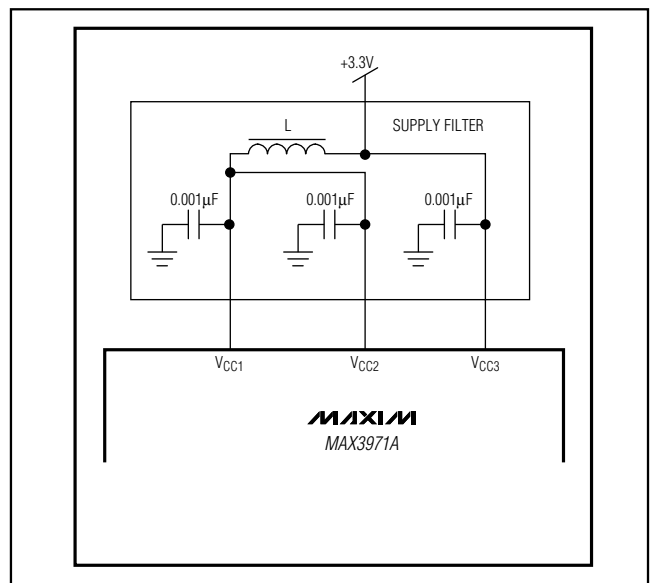 +3.3V
L SUPPLY FILTER
0.001µF 0.001µF 0.001µF
VCC1 VCC2 VCC3
MAXIM
MAX3971A